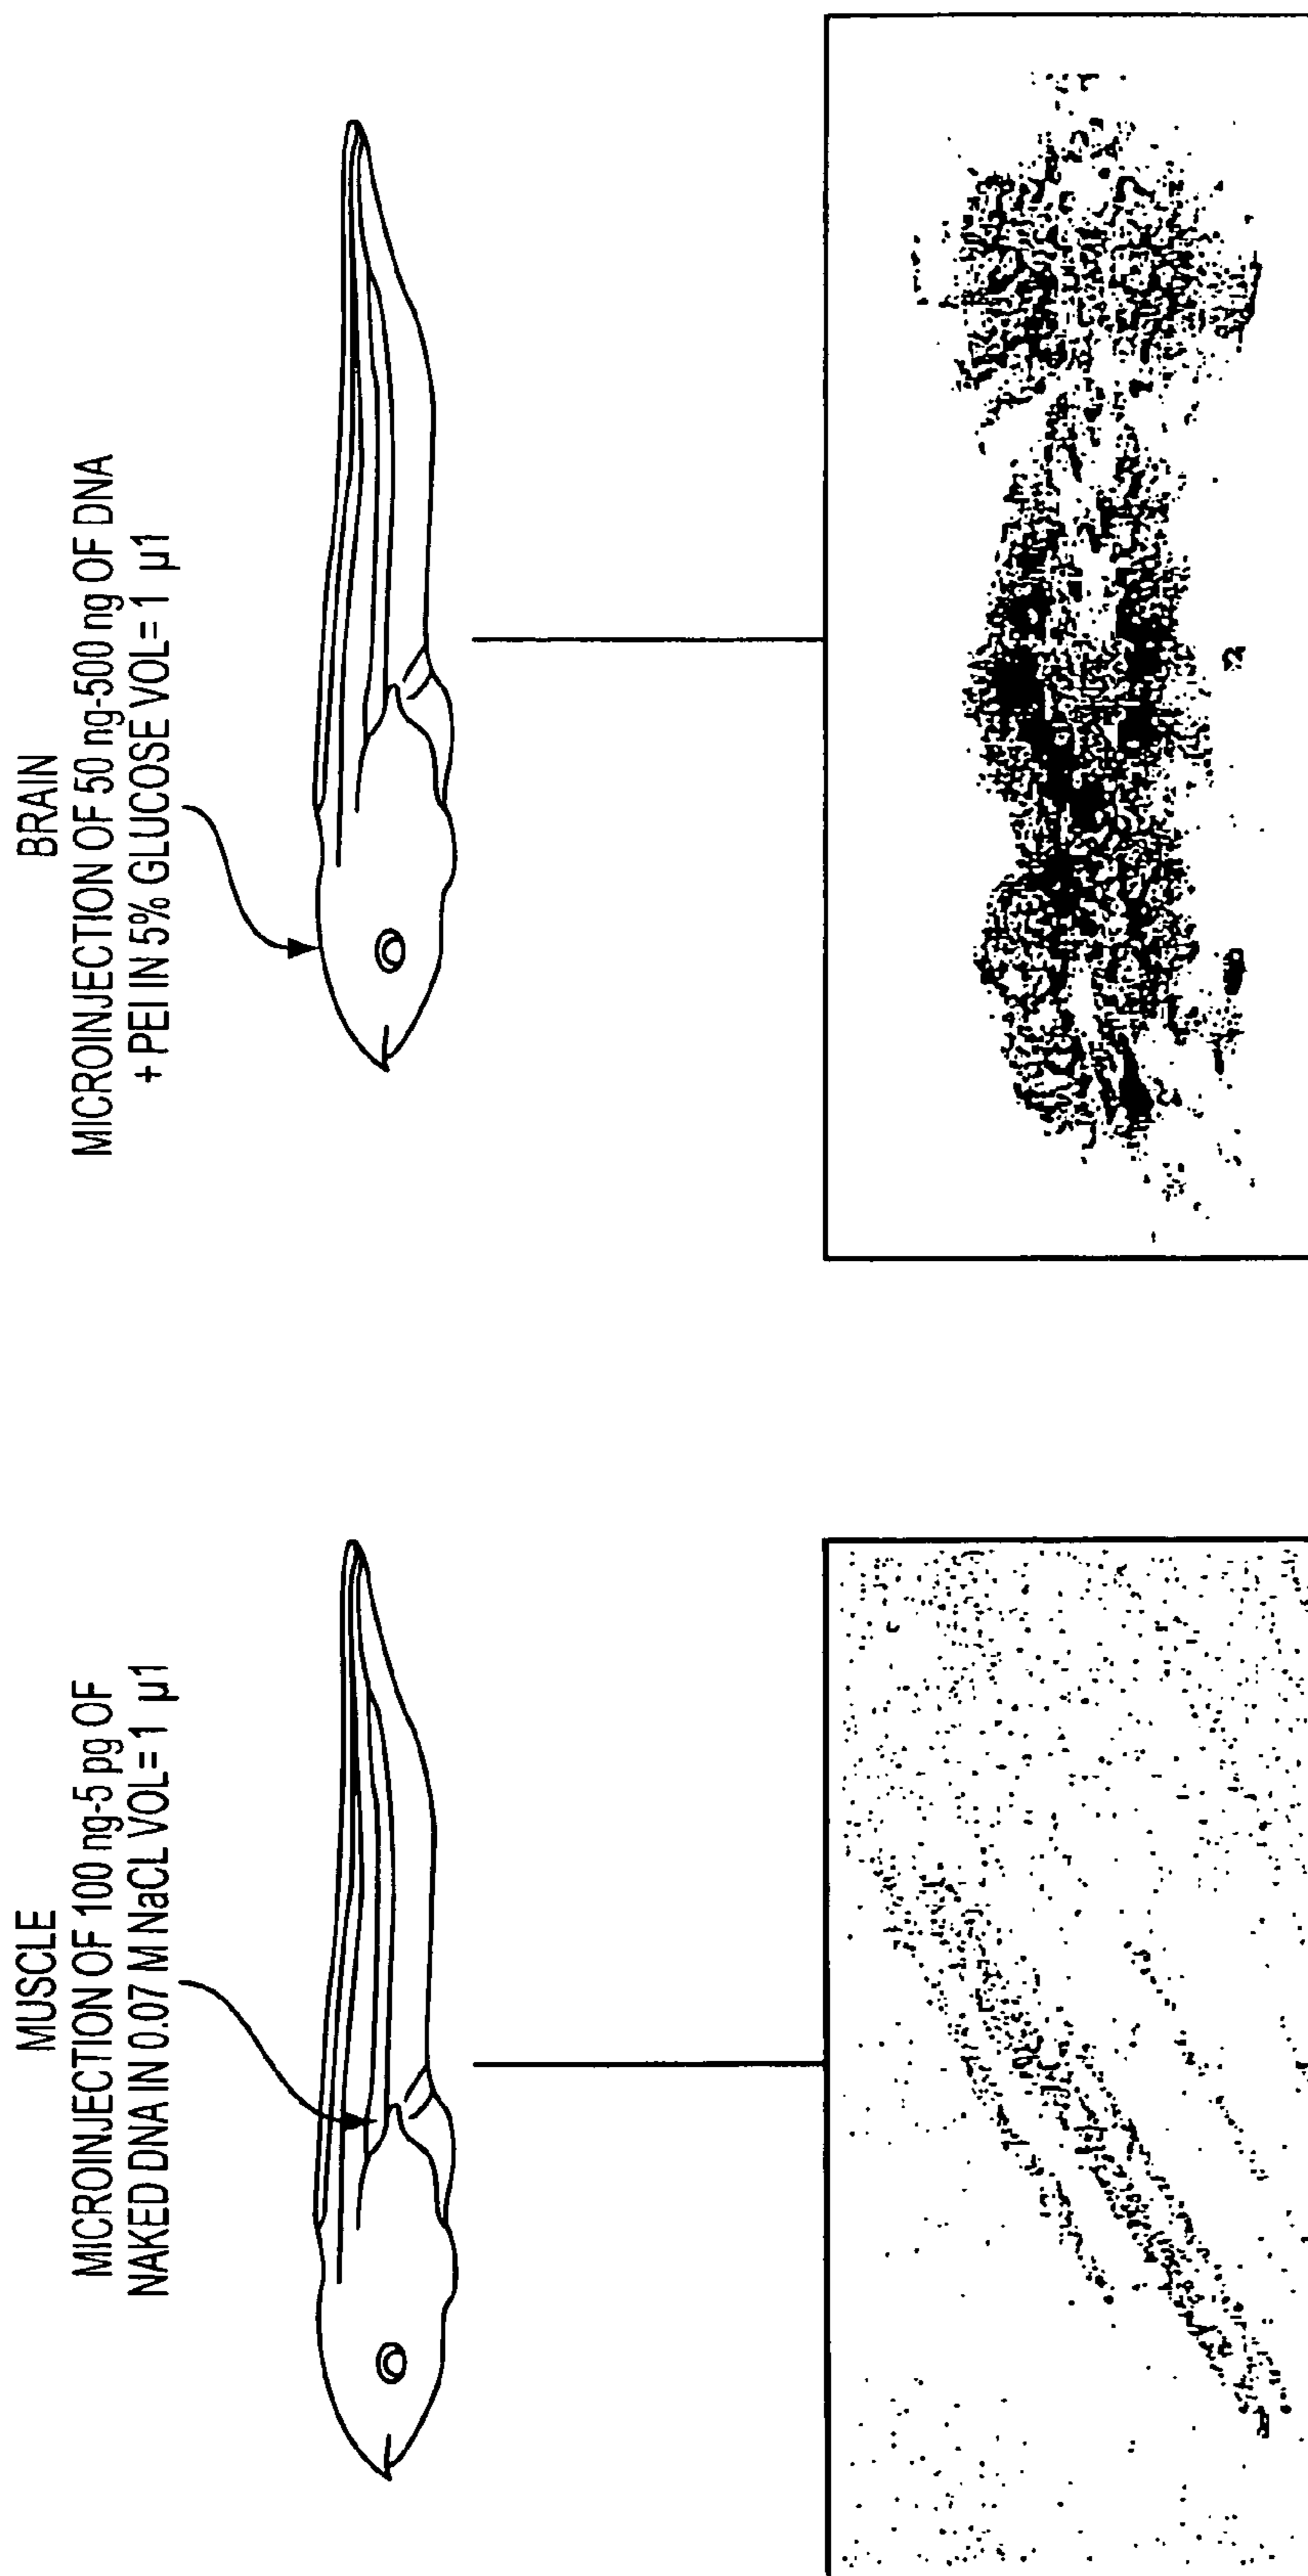 MUSCLE
MICROINJECTION OF 100 ng-5 pg OF
NAKED DNA IN 0.07 M NaCL VOL= 1 µ1
BRAIN
MICROINJECTION OF 50 ng-500 ng OF DNA
+ PEI IN 5% GLUCOSE VOL= 1 µ1